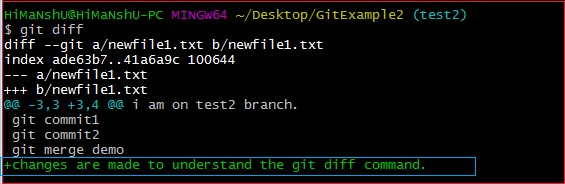 HiMaNshU@HiMaNshU-PC MINGW64 ~/Desktop/GitExample2 (test2)
$ git diff
diff --git a/newfile1.txt b/newfile1.txt
index ade63b7..41a6a9c 100644
--- a/newfile1.txt
+++ b/newfile1.txt
@@ -3,3 +3,4 @@ i am on test2 branch.
 git commit1
 git commit2
 git merge demo
+changes are made to understand the git diff command.